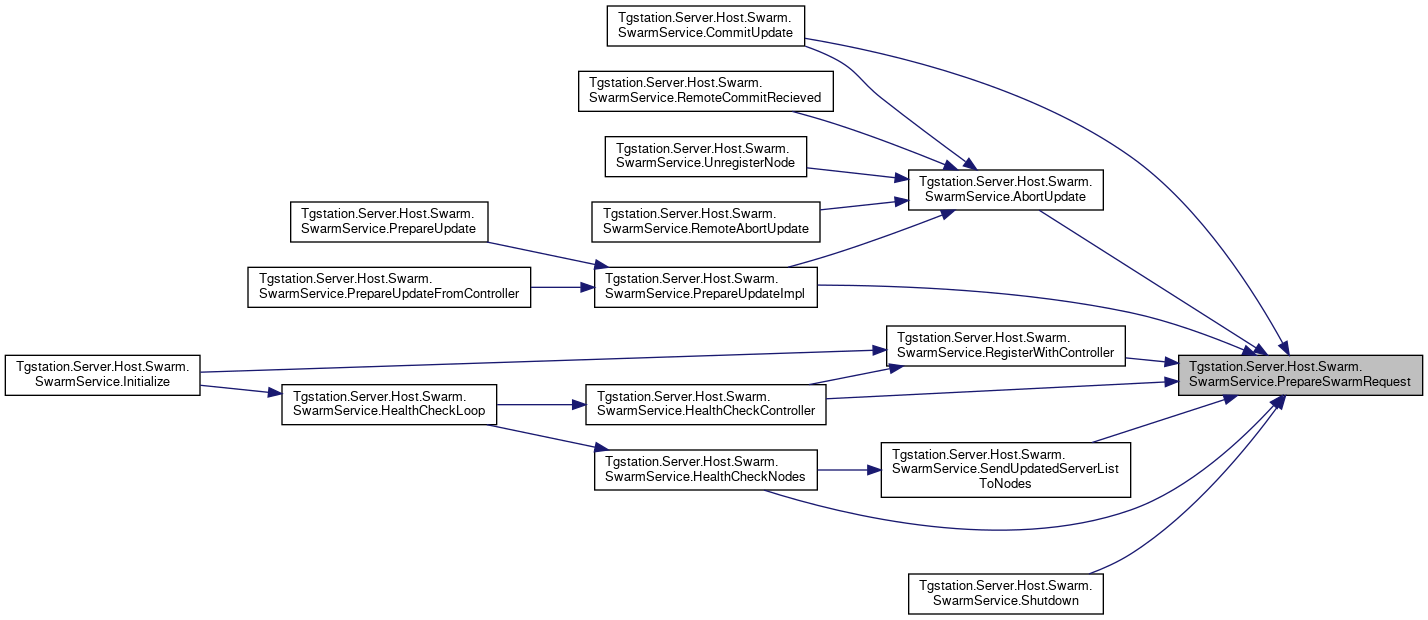 Tgstation.Server.Host.Swarm.
SwarmService.CommitUpdate
Tgstation.Server.Host.Swarm.
SwarmService.RemoteCommitRecieved
Tgstation.Server.Host.Swarm.
SwarmService.UnregisterNode
Tgstation.Server.Host.Swarm.
SwarmService.AbortUpdate
Tgstation.Server.Host.Swarm.
SwarmService.PrepareUpdate
Tgstation.Server.Host.Swarm.
SwarmService.RemoteAbortUpdate
Tgstation.Server.Host.Swarm.
SwarmService.PrepareUpdateFromController
Tgstation.Server.Host.Swarm.
SwarmService.PrepareUpdateImpl
Tgstation.Server.Host.Swarm.
SwarmService.RegisterWithController
Tgstation.Server.Host.Swarm.
SwarmService.Initialize
Tgstation.Server.Host.Swarm.
SwarmService.PrepareSwarmRequest
Tgstation.Server.Host.Swarm.
SwarmService.HealthCheckLoop
Tgstation.Server.Host.Swarm.
SwarmService.HealthCheckController
Tgstation.Server.Host.Swarm.
SwarmService.HealthCheckNodes
Tgstation.Server.Host.Swarm.
SwarmService.SendUpdatedServerList
ToNodes
Tgstation.Server.Host.Swarm.
SwarmService.Shutdown